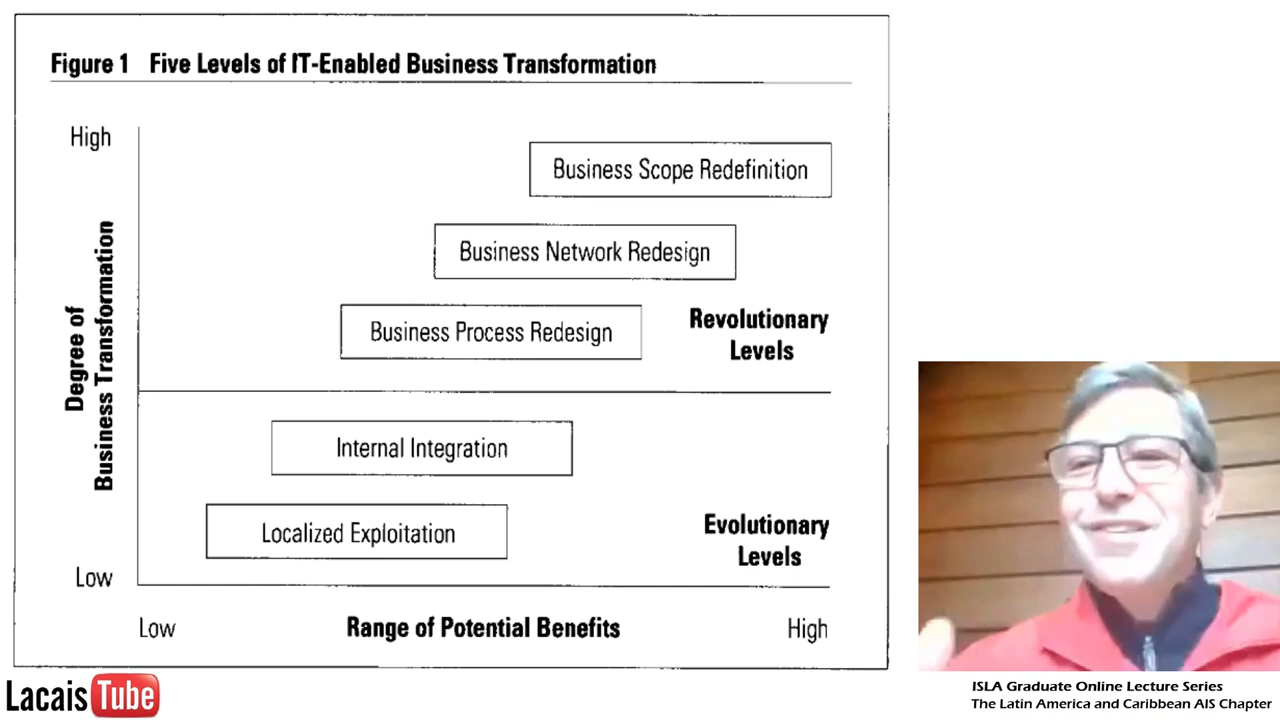 Figure 1 Five Levels of IT-Enabled Business Transformation
High
Business Scope Redefinition
Business Network Redesign
Business Process Redesign
Revolutionary
Levels
Degree of
Business Transformation
Internal Integration
Localized Exploitation
Evolutionary
Levels
Low
Low
Range of Potential Benefits
High
Lacais Tube
ISLA Graduate Online Lecture Series
The Latin America and Caribbean AIS Chapter